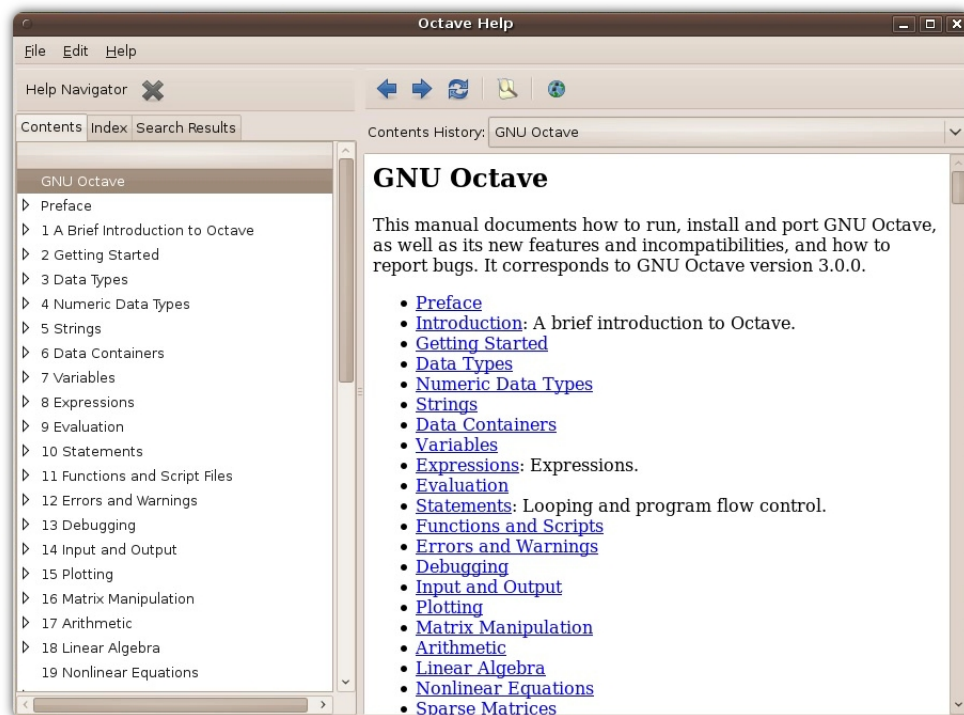 Octave Help
File Edit Help
Help Navigator
Contents Index Search Results
GNU Octave
Preface
1 A Brief Introduction to Octave
2 Getting Started
3 Data Types
4 Numeric Data Types
5 Strings
6 Data Containers
7 Variables
8 Expressions
9 Evaluation
10 Statements
11 Functions and Script Files
12 Errors and Warnings
13 Debugging
14 Input and Output
15 Plotting
16 Matrix Manipulation
17 Arithmetic
18 Linear Algebra
19 Nonlinear Equations
Contents History: GNU Octave
GNU Octave
This manual documents how to run, install and port GNU Octave,
as well as its new features and incompatibilities, and how to
report bugs. It corresponds to GNU Octave version 3.0.0.
• Preface
• Introduction: A brief introduction to Octave.
• Getting Started
• Data Types
• Numeric Data Types
• Strings
• Data Containers
• Variables
• Expressions: Expressions.
• Evaluation
• Statements: Looping and program flow control.
• Functions and Scripts
• Errors and Warnings
• Debugging
• Input and Output
• Plotting
• Matrix Manipulation
• Arithmetic
• Linear Algebra
• Nonlinear Equations
• Sparse Matrices